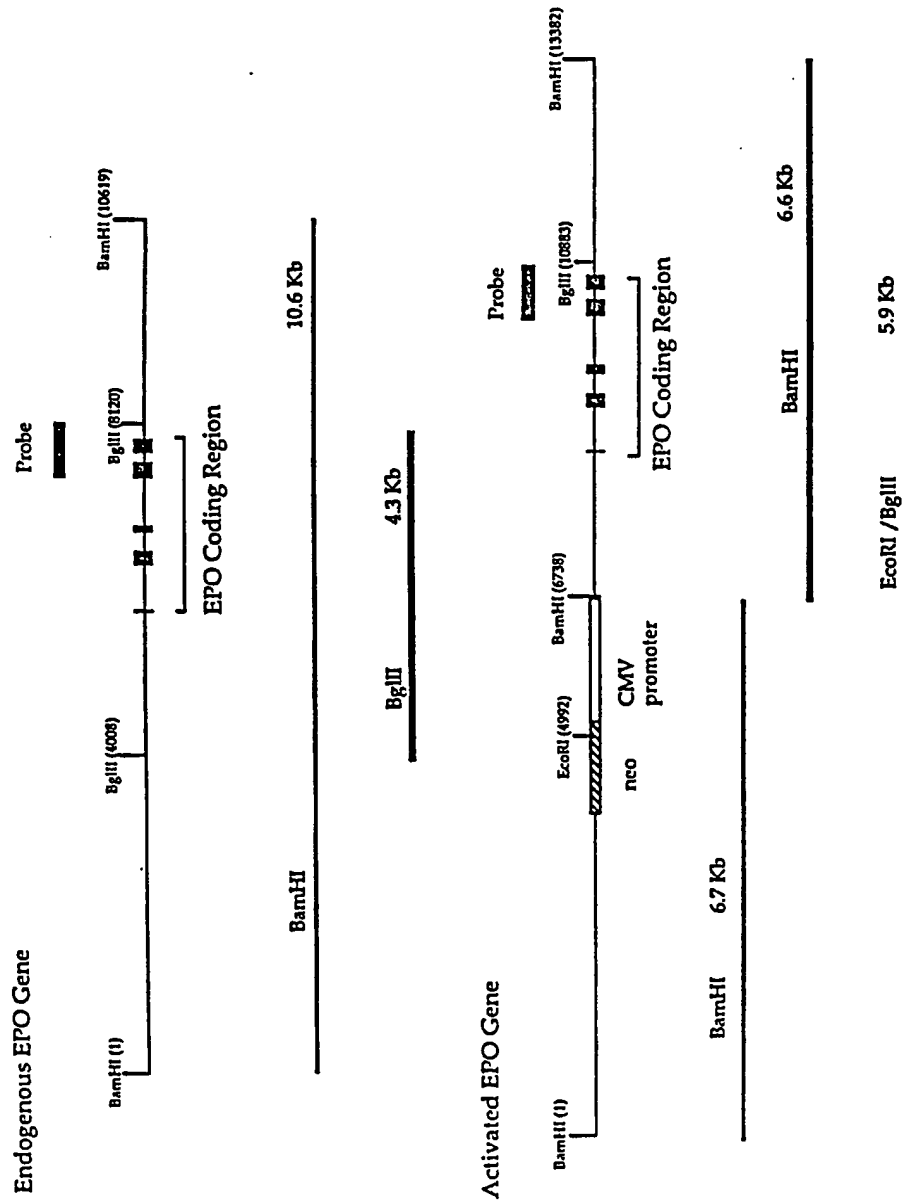 Endogenous EPO Gene
Probe
BamHI (1)
BglII (4008)
BglII (8120)
BamHI (10619)
EPO Coding Region
BamHI
10.6 Kb
BglII
4.3 Kb
Activated EPO Gene
Probe
BamHI (1)
EcoRI (4992)
BamHI (6738)
BglII (10883)
BamHI (13382)
neo
CMV
promoter
EPO Coding Region
BamHI
6.7 Kb
BamHI
6.6 Kb
EcoRI /BglII
5.9 Kb